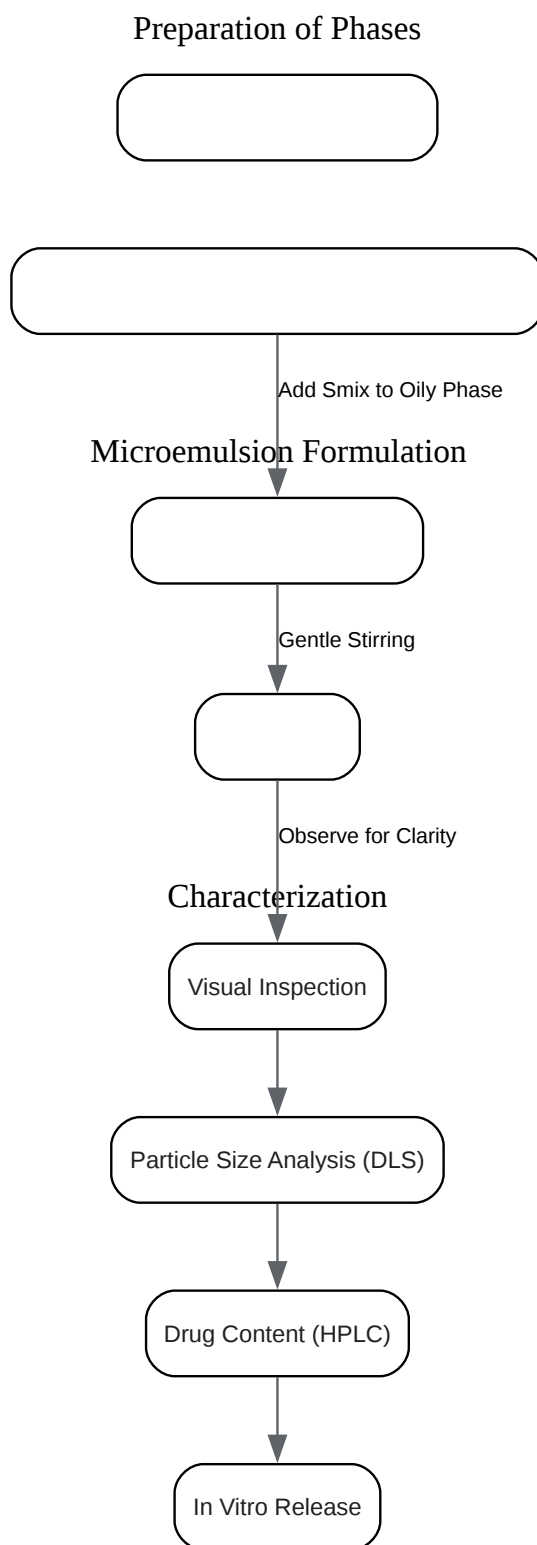 Preparation of Phases
Add Smix to Oily Phase
Microemulsion Formulation
Gentle Stirring
Observe for Clarity
Characterization
Visual Inspection
Particle Size Analysis (DLS)
Drug Content (HPLC)
In Vitro Release